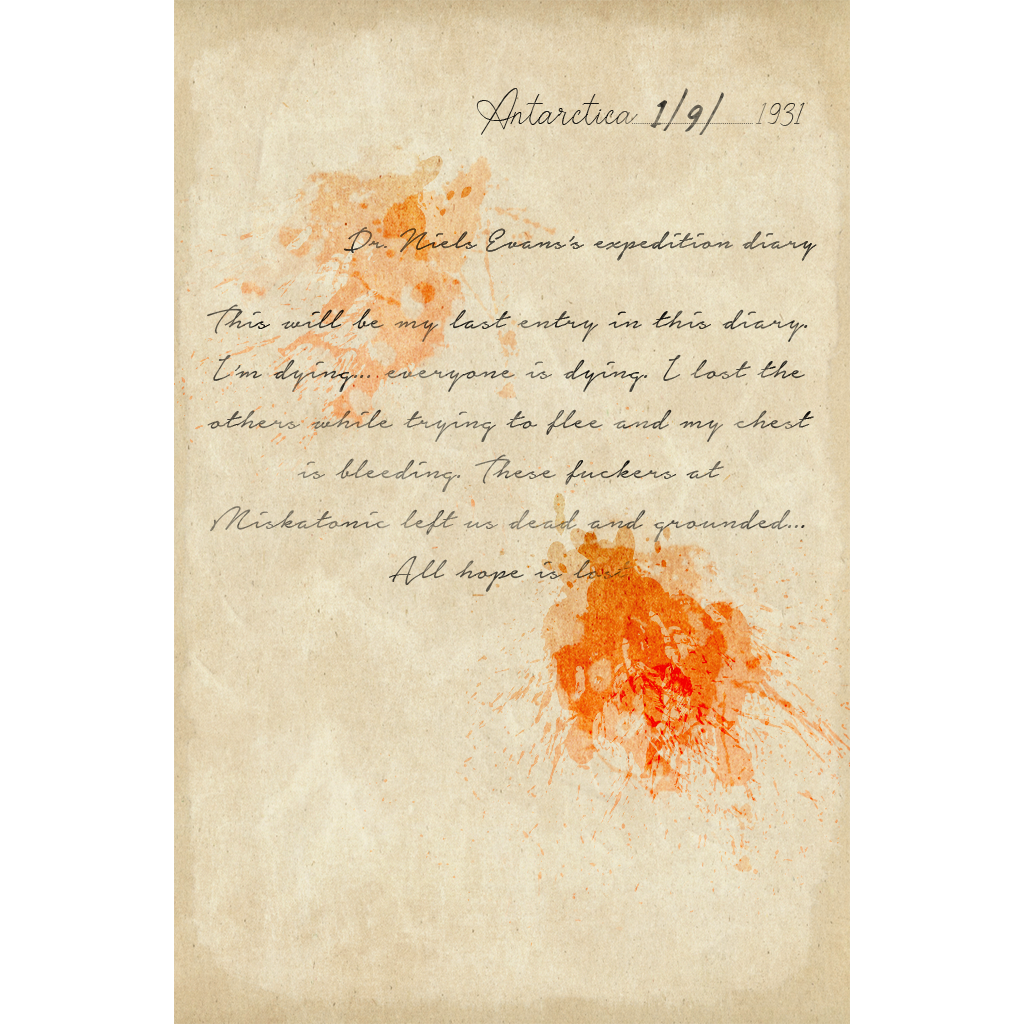 Antarctica 1/9/ 1931
Dr. Niels Evans's expedition diary
This will be my last entry in this diary.
I'm dying... everyone is dying. I lost the
others while trying to flee and my chest
is bleeding. These fuckers at
Miskatonic left us dead and grounded...
All hope is lost.